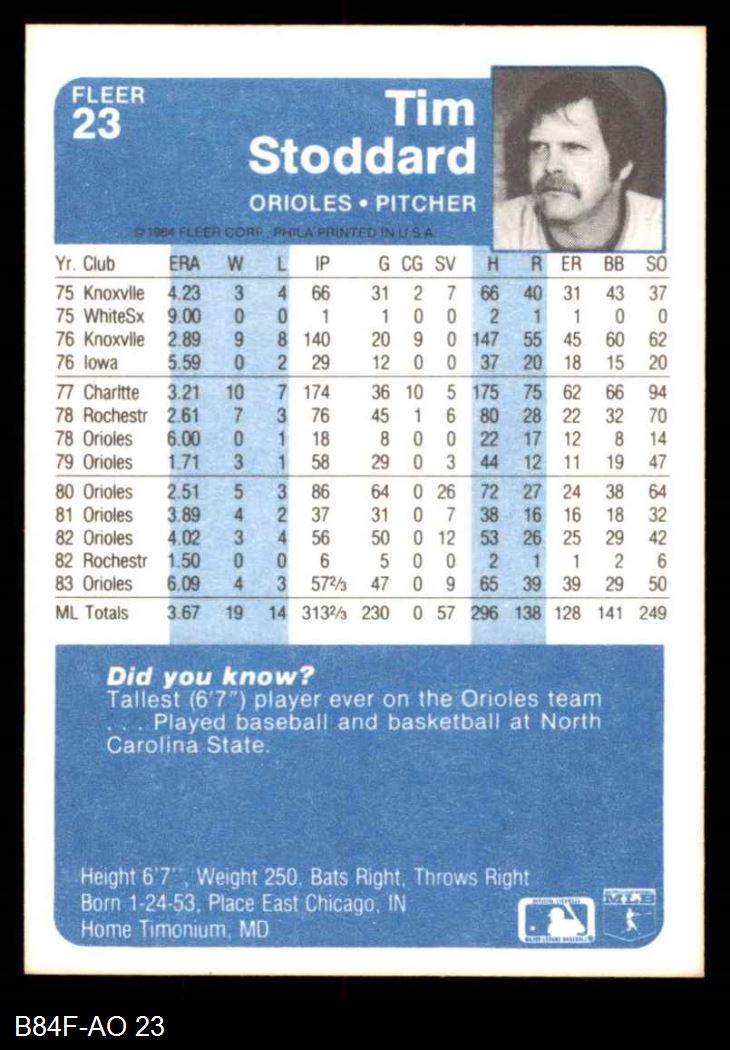 FLEER
23
Tim
Stoddard
ORIOLES • PITCHER
© 1984 FLEER CORP., PHILA PRINTED IN U.S.A.
Yr. Club ERA W L IP G CG SV H R ER BB SO
75 Knoxvlle 4.23 3 4 66 31 2 7 66 40 31 43 37
75 WhiteSx 9.00 0 0 1 1 0 0 2 1 1 0 0
76 Knoxvlle 2.89 9 8 140 20 9 0 147 55 45 60 62
76 Iowa 5.59 0 2 29 12 0 0 37 20 18 15 20
77 Charltte 3.21 10 7 174 36 10 5 175 75 62 66 94
78 Rochestr 2.61 7 3 76 45 1 6 80 28 22 32 70
78 Orioles 6.00 0 1 18 8 0 0 22 17 12 8 14
79 Orioles 1.71 3 1 58 29 0 3 44 12 11 19 47
80 Orioles 2.51 5 3 86 64 0 26 72 27 24 38 64
81 Orioles 3.89 4 2 37 31 0 7 38 16 16 18 32
82 Orioles 4.02 3 4 56 50 0 12 53 26 25 29 42
82 Rochestr 1.50 0 0 6 5 0 0 2 1 1 2 6
83 Orioles 6.09 4 3 57⅔ 47 0 9 65 39 39 29 50
ML Totals 3.67 19 14 313⅔ 230 0 57 296 138 128 141 249
Did you know?
Tallest (6'7") player ever on the Orioles team
. . . Played baseball and basketball at North
Carolina State.
Height 6'7", Weight 250, Bats Right, Throws Right
Born 1-24-53, Place East Chicago, IN
Home Timonium, MD
MAJOR LEAGUE BASEBALL
MLB
B84F-AO 23